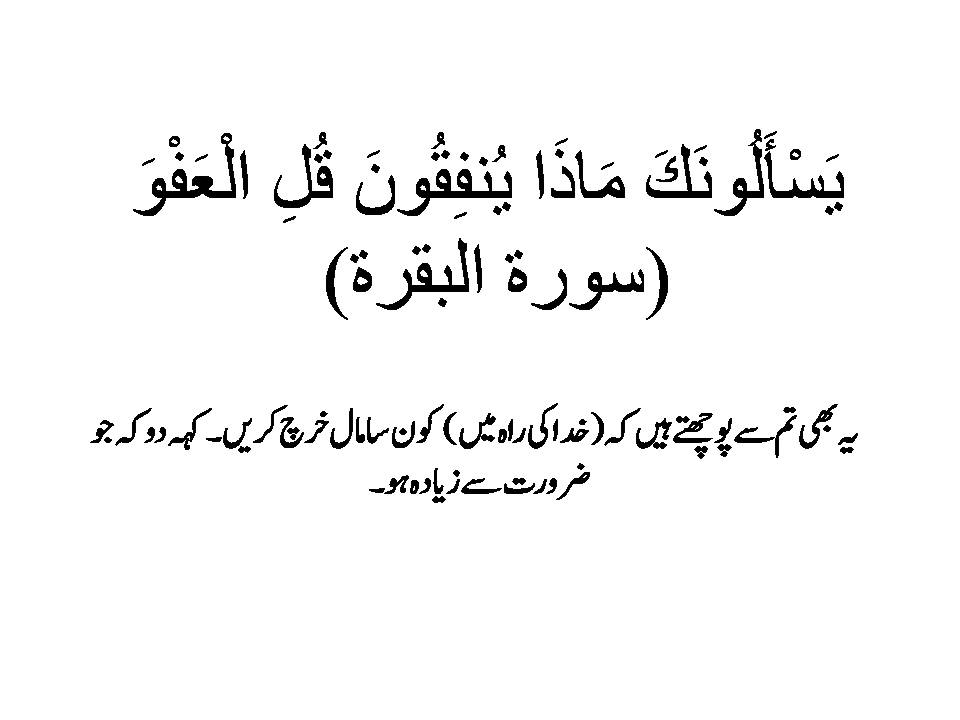 يَسْأَلُونَكَ مَاذَا يُنفِقُونَ قُلِ الْعَفْوَ
(سورة البقرة)
یہ بھی تم سے پوچھتے ہیں کہ (خدا کی راہ میں) کون سا مال خرچ کریں۔ کہہ دو کہ جو
ضرورت سے زیادہ ہو۔